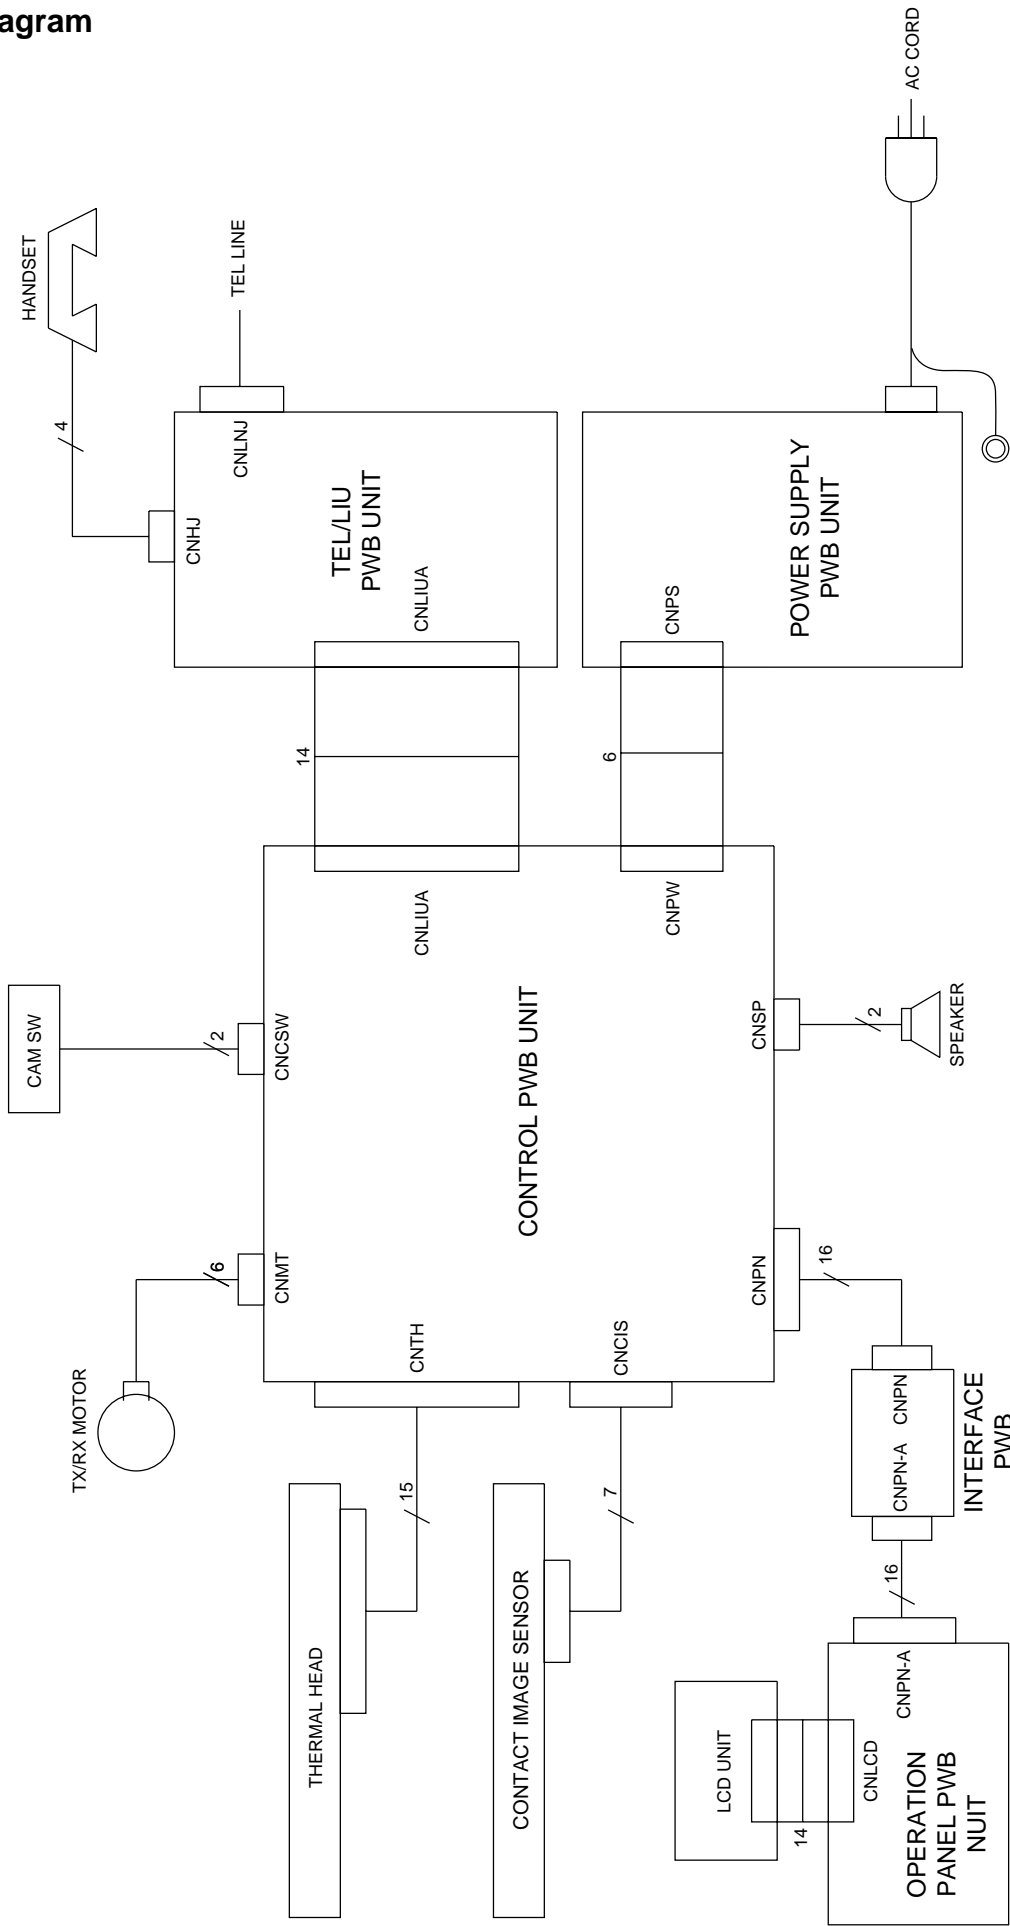 agram
AC CORD
HANDSET
TEL LINE
4
CNLNJ
CNHJ
TEL/LIU
PWB UNIT
CNLIUA
POWER SUPPLY
PWB UNIT
CNPS
14
6
CNLIUA
CNPW
CAM SW
2
CNCSW
CONTROL PWB UNIT
CNSP
2
SPEAKER
TX/RX MOTOR
6
CNMT
CNTH
CNCIS
CNPN
16
15
7
CNPN-A CNPN
INTERFACE
PWB
THERMAL HEAD
CONTACT IMAGE SENSOR
16
LCD UNIT
14
CNLCD
CNPN-A
OPERATION
PANEL PWB
NUIT